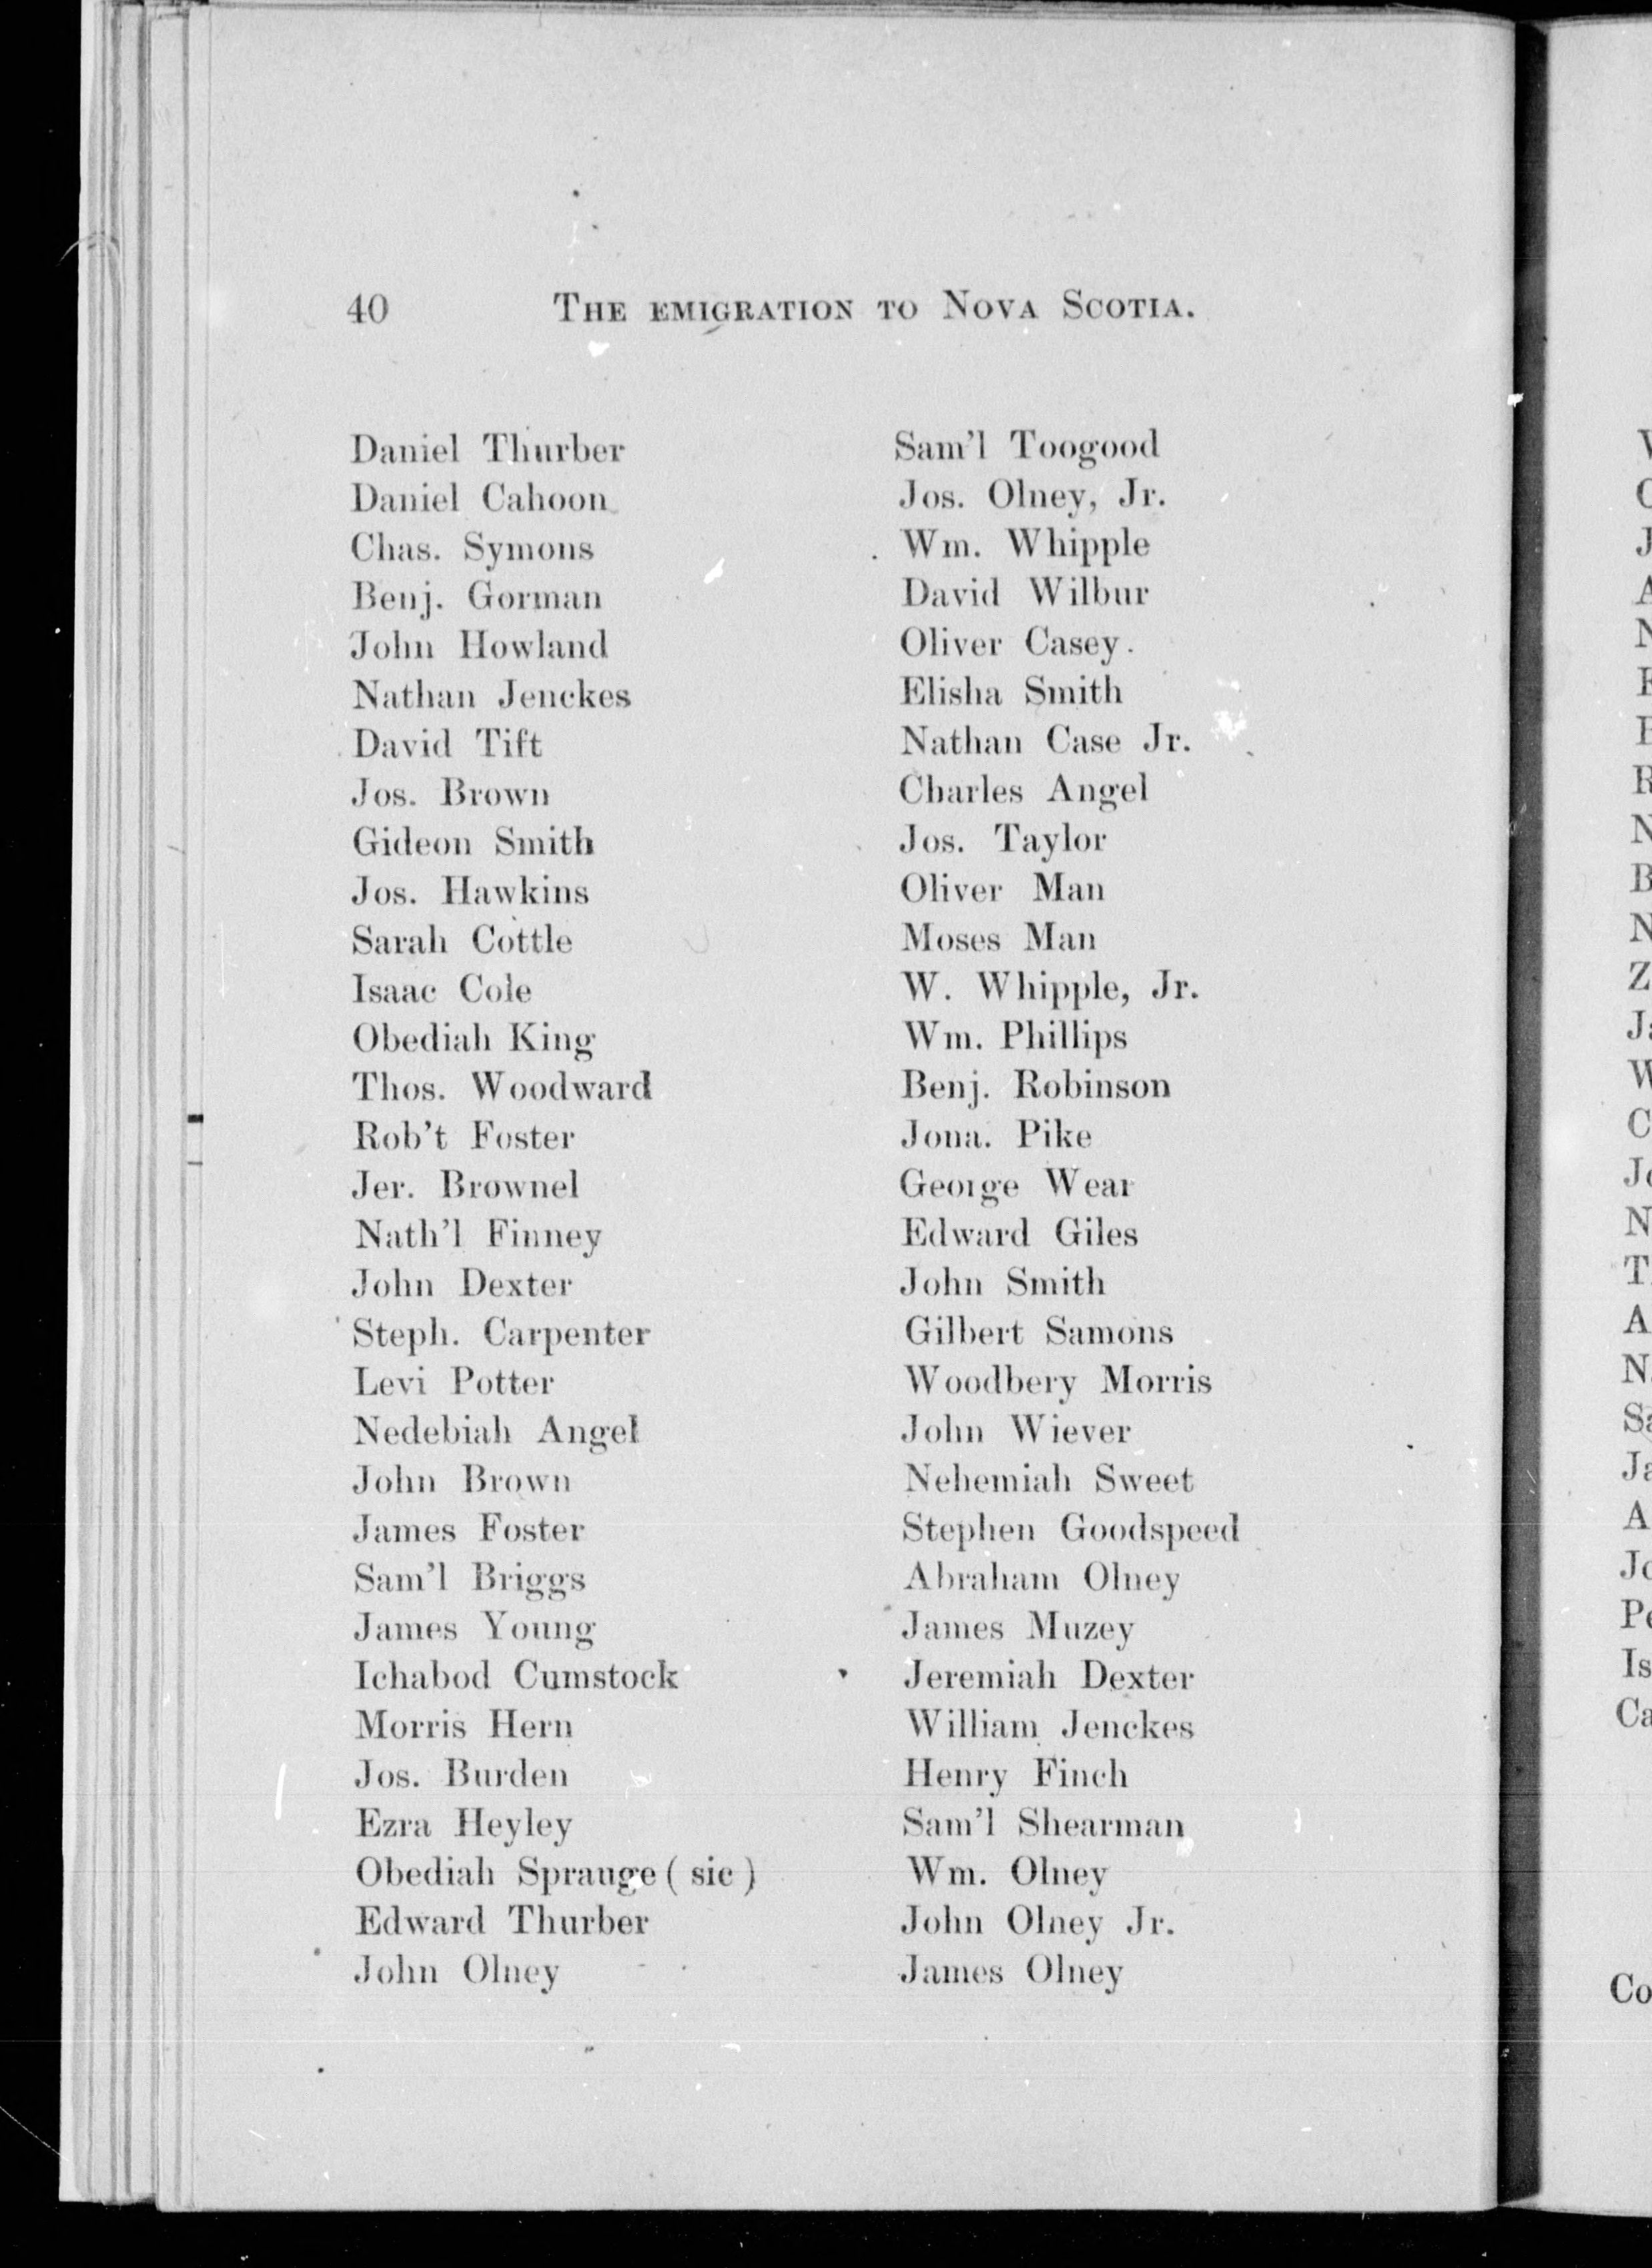 40 THE EMIGRATION TO NOVA SCOTIA.
Daniel Thurber
Daniel Cahoon
Chas. Symons
Benj. Gorman
John Howland
Nathan Jenckes
David Tift
Jos. Brown
Gideon Smith
Jos. Hawkins
Sarah Cottle
Isaac Cole
Obediah King
Thos. Woodward
Rob't Foster
Jer. Brownel
Nath'l Finney
John Dexter
Steph. Carpenter
Levi Potter
Nedebiah Angel
John Brown
James Foster
Sam'l Briggs
James Young
Ichabod Cumstock
Morris Hern
Jos. Burden
Ezra Heyley
Obediah Sprauge ( sic )
Edward Thurber
John Olney
Sam'l Toogood
Jos. Olney, Jr.
Wm. Whipple
David Wilbur
Oliver Casey.
Elisha Smith
Nathan Case Jr.
Charles Angel
Jos. Taylor
Oliver Man
Moses Man
W. Whipple, Jr.
Wm. Phillips
Benj. Robinson
Jona. Pike
George Wear
Edward Giles
John Smith
Gilbert Samons
Woodbery Morris
John Wiever
Nehemiah Sweet
Stephen Goodspeed
Abraham Olney
James Muzey
Jeremiah Dexter
William Jenckes
Henry Finch
Sam'l Shearman
Wm. Olney
John Olney Jr.
James Olney